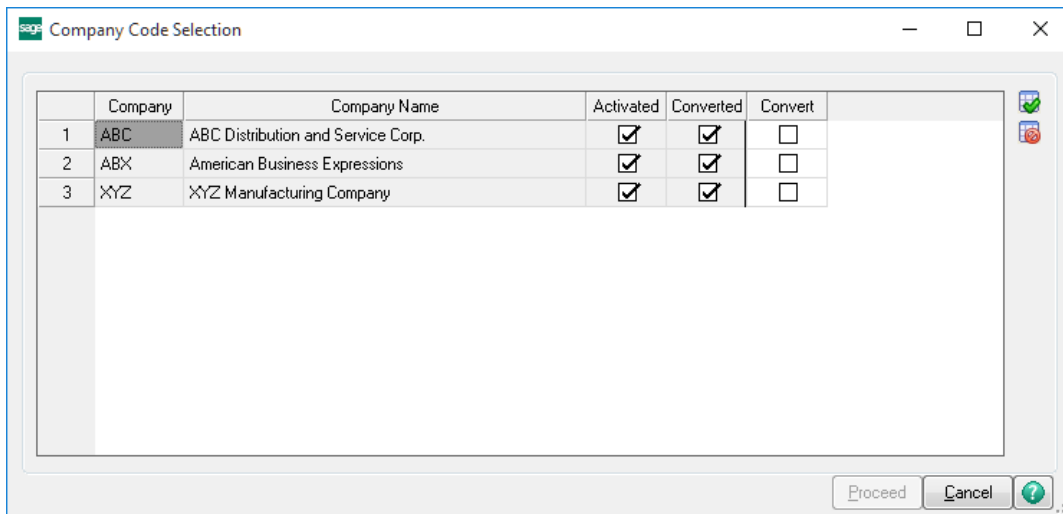 sage Company Code Selection
Company Company Name Activated Converted Convert
1 ABC ABC Distribution and Service Corp.
2 ABX American Business Expressions
3 XYZ XYZ Manufacturing Company
Proceed Cancel ?